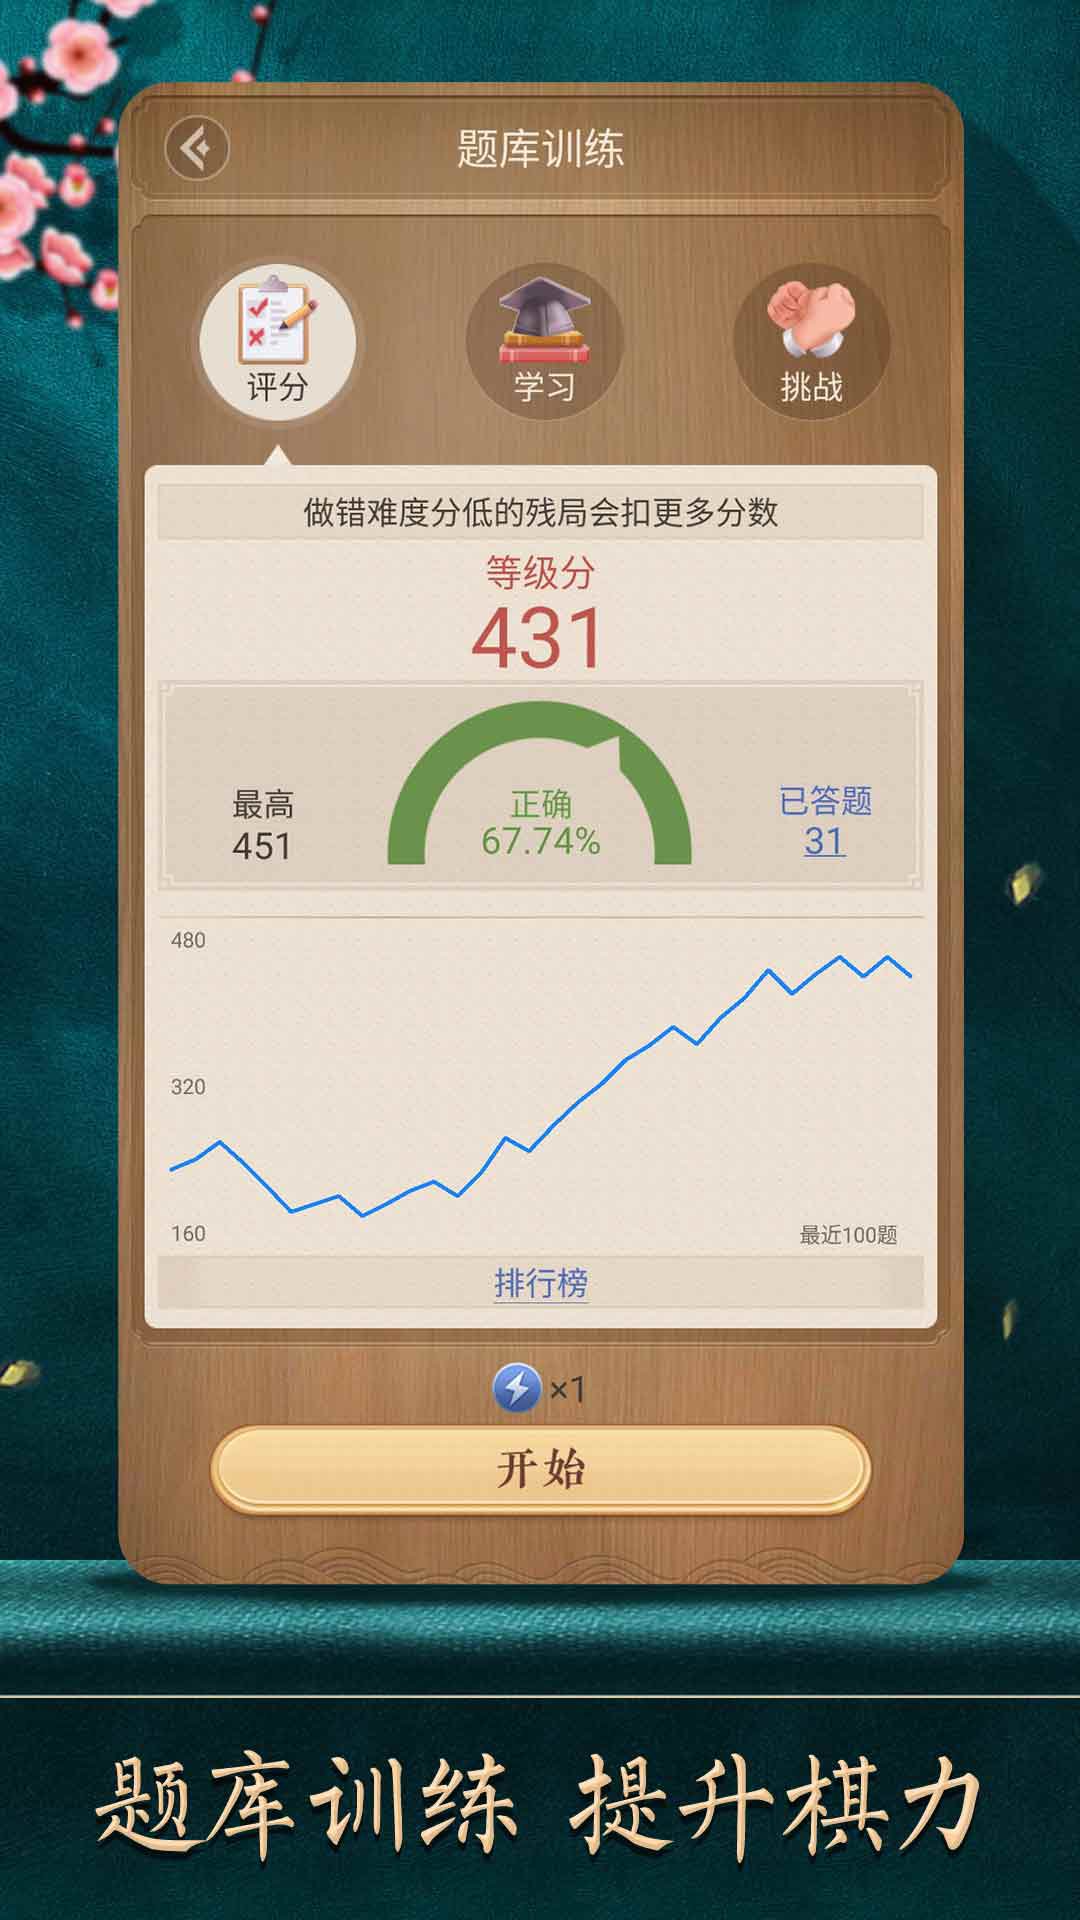 题库训练
评分
学习
挑战
做错难度分低的残局会扣更多分数
等级分
431
最高
451
正确
67.74%
已答题
31
480
320
160
最近100题
排行榜
×1
开始
题库训练 提升棋力